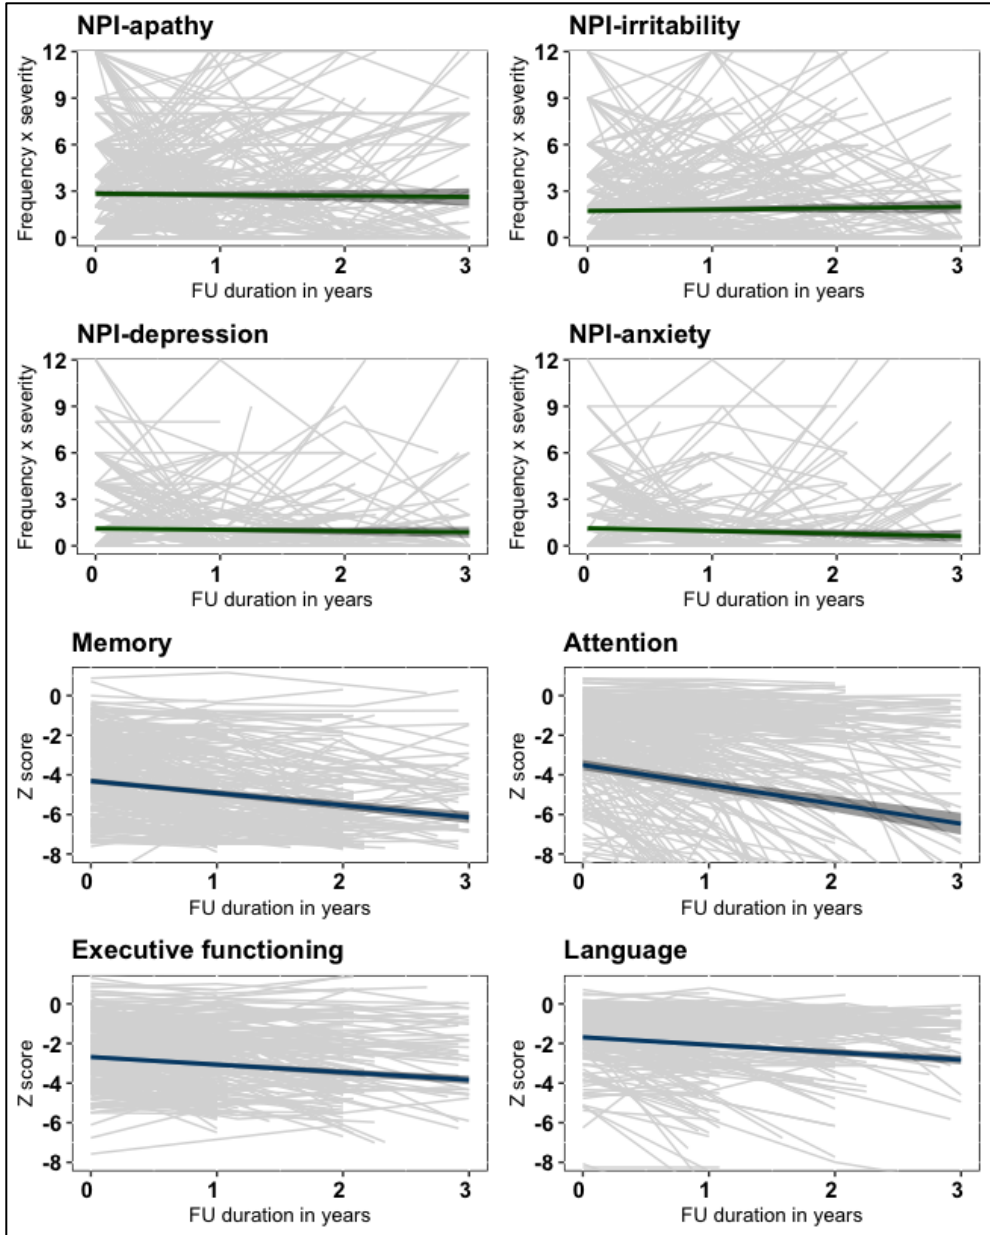 NPI-apathy
Frequency x severity
12
9
6
3
0
0 1 2 3
FU duration in years
NPI-irritability
Frequency x severity
12
9
6
3
0
0 1 2 3
FU duration in years
NPI-depression
Frequency x severity
12
9
6
3
0
0 1 2 3
FU duration in years
NPI-anxiety
Frequency x severity
12
9
6
3
0
0 1 2 3
FU duration in years
Memory
Z score
0
-2
-4
-6
-8
0 1 2 3
FU duration in years
Attention
Z score
0
-2
-4
-6
-8
0 1 2 3
FU duration in years
Executive functioning
Z score
0
-2
-4
-6
-8
0 1 2 3
FU duration in years
Language
Z score
0
-2
-4
-6
-8
0 1 2 3
FU duration in years